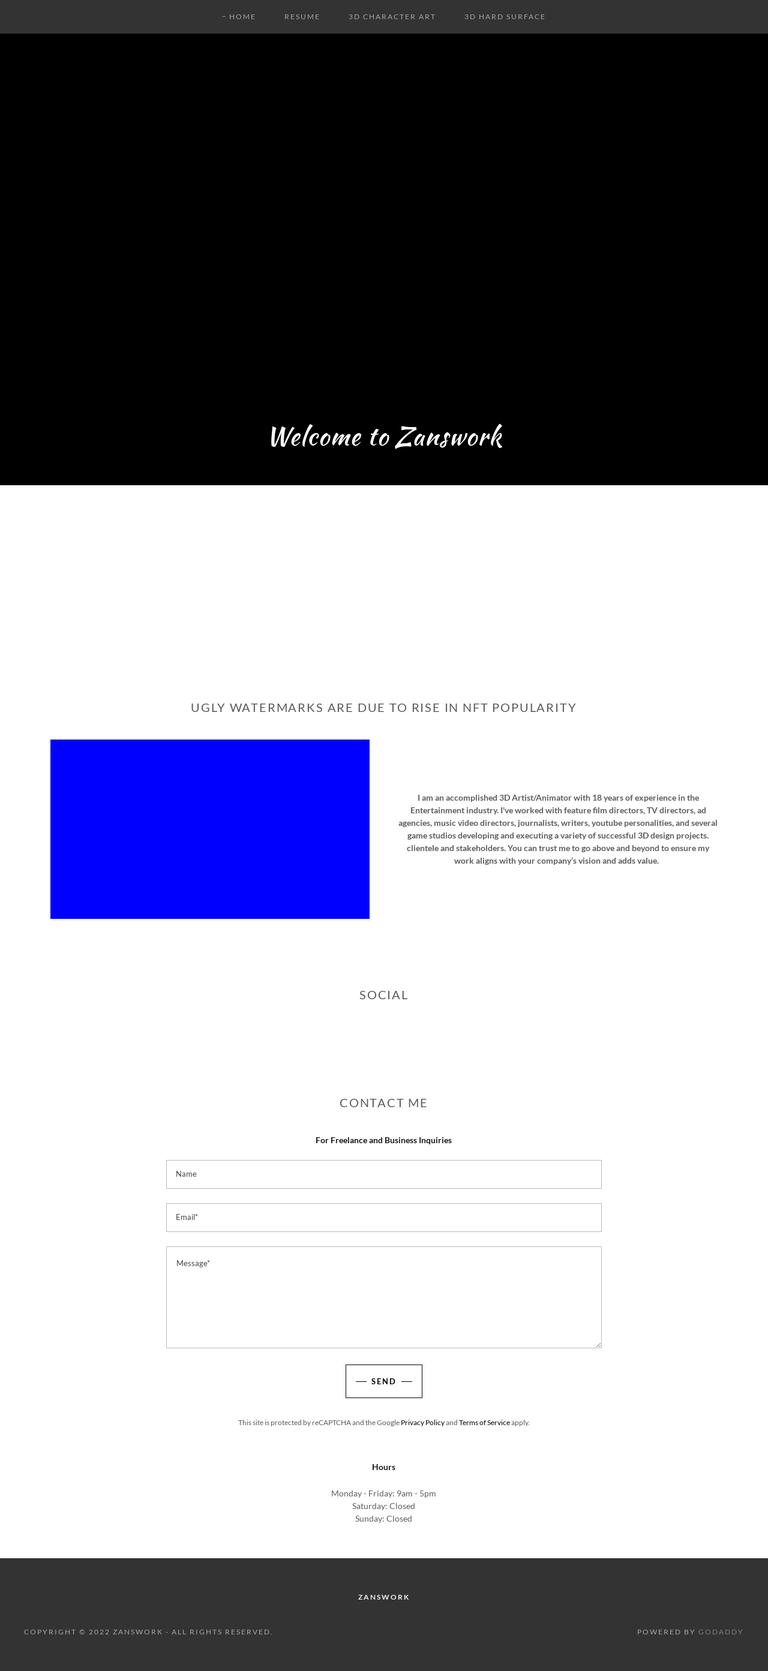 – HOME RESUME 3D CHARACTER ART 3D HARD SURFACE
Welcome to Zanswork
UGLY WATERMARKS ARE DUE TO RISE IN NFT POPULARITY
I am an accomplished 3D Artist/Animator with 18 years of experience in the
Entertainment industry. I've worked with feature film directors, TV directors, ad
agencies, music video directors, journalists, writers, youtube personalities, and several
game studios developing and executing a variety of successful 3D design projects.
clientele and stakeholders. You can trust me to go above and beyond to ensure my
work aligns with your company's vision and adds value.
SOCIAL
CONTACT ME
For Freelance and Business Inquiries
Name
Email*
Message*
SEND
This site is protected by reCAPTCHA and the Google Privacy Policy and Terms of Service apply.
Hours
Monday - Friday: 9am - 5pm
Saturday: Closed
Sunday: Closed
ZANSWORK
COPYRIGHT © 2022 ZANSWORK - ALL RIGHTS RESERVED.
POWERED BY GODADDY